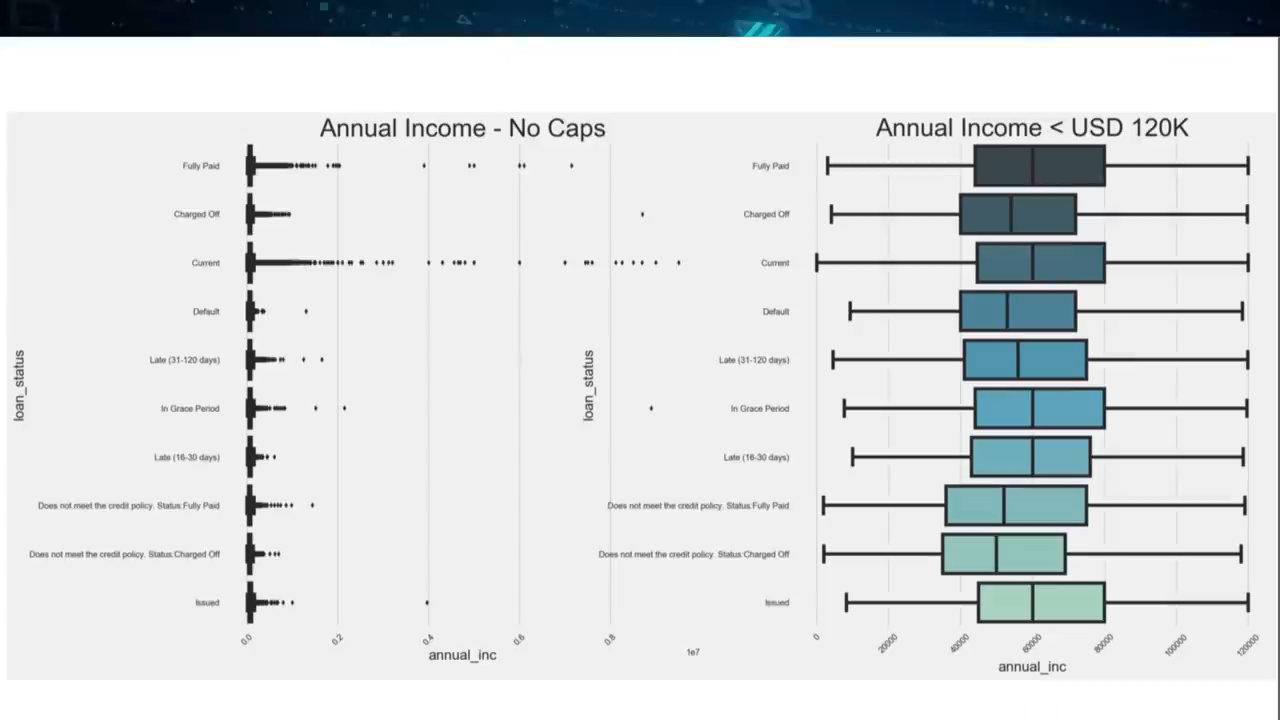 Annual Income - No Caps
Fully Paid
Charged Off
Current
Default
Late (31-120 days)
In Grace Period
Late (16-30 days)
Does not meet the credit policy. Status:Fully Paid
Does not meet the credit policy. Status:Charged Off
Issued
loan_status
0.0
0.2
0.4
0.6
0.8
1e7
annual_inc
Annual Income < USD 120K
Fully Paid
Charged Off
Current
Default
Late (31-120 days)
In Grace Period
Late (16-30 days)
Does not meet the credit policy. Status:Fully Paid
Does not meet the credit policy. Status:Charged Off
Issued
loan_status
0
20000
40000
60000
80000
100000
120000
annual_inc